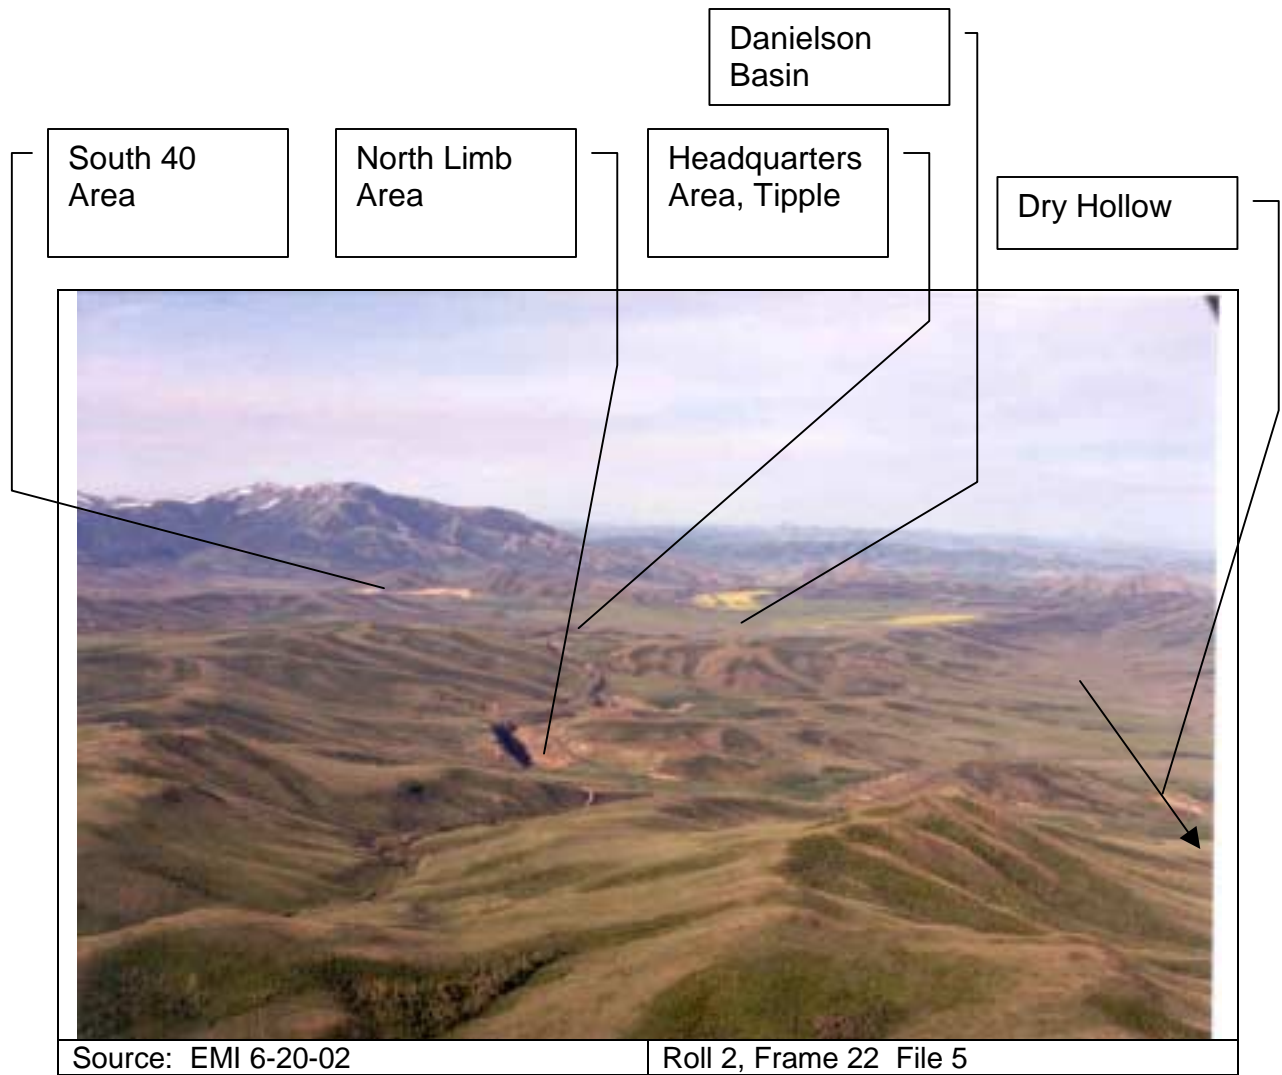 Danielson
Basin
South 40
Area
North Limb
Area
Headquarters
Area, Tipple
Dry Hollow
Source: EMI 6-20-02
Roll 2, Frame 22 File 5